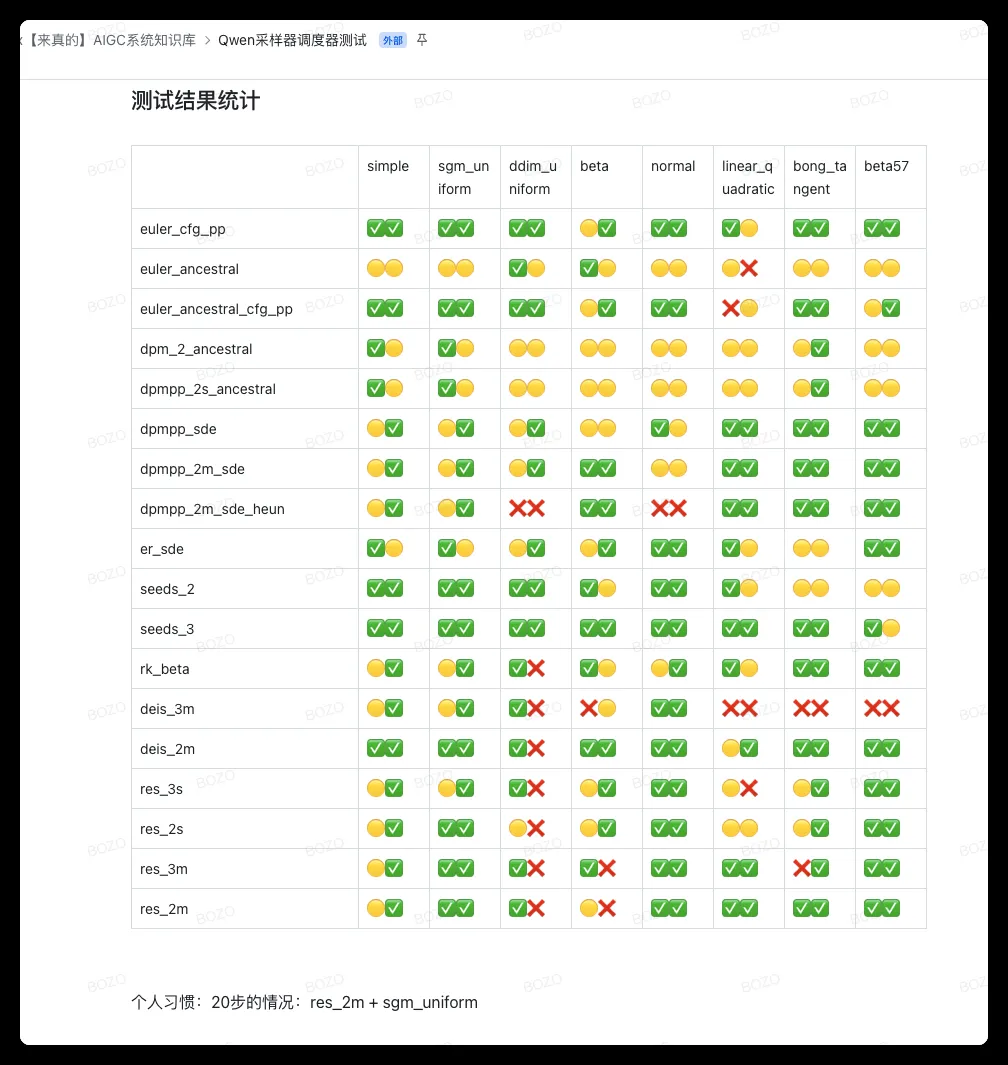 【来真的】AIGC系统知识库 > Qwen采样器调度器测试 外部
测试结果统计
simple sgm_uniform ddim_uniform beta normal linear_quadratic bong_tangent beta57
euler_cfg_pp ✅✅ ✅✅ ✅✅ 🟡✅ ✅✅ ✅🟡 ✅✅ ✅✅
euler_ancestral 🟡🟡 🟡🟡 ✅🟡 ✅🟡 🟡🟡 🟡❌ 🟡🟡 🟡🟡
euler_ancestral_cfg_pp ✅✅ ✅✅ ✅✅ 🟡✅ ✅✅ ❌🟡 ✅✅ 🟡✅
dpm_2_ancestral ✅🟡 ✅🟡 🟡🟡 🟡🟡 🟡🟡 🟡🟡 🟡✅ 🟡🟡
dpmpp_2s_ancestral ✅🟡 ✅🟡 🟡🟡 🟡🟡 🟡🟡 🟡🟡 🟡✅ 🟡🟡
dpmpp_sde 🟡✅ 🟡✅ 🟡✅ 🟡🟡 ✅🟡 ✅✅ ✅✅ ✅✅
dpmpp_2m_sde 🟡✅ 🟡✅ 🟡✅ ✅✅ 🟡🟡 ✅✅ ✅✅ ✅✅
dpmpp_2m_sde_heun 🟡✅ 🟡✅ ❌❌ ✅✅ ❌❌ ✅✅ ✅✅ ✅✅
er_sde ✅🟡 ✅🟡 🟡✅ 🟡✅ ✅✅ ✅🟡 🟡🟡 ✅✅
seeds_2 ✅✅ ✅✅ ✅✅ ✅🟡 ✅✅ ✅🟡 🟡🟡 🟡🟡
seeds_3 ✅✅ ✅✅ ✅✅ ✅✅ ✅✅ ✅✅ ✅✅ ✅🟡
rk_beta 🟡✅ 🟡✅ ✅❌ ✅🟡 🟡✅ ✅🟡 ✅✅ ✅✅
deis_3m 🟡✅ 🟡✅ ✅❌ ❌🟡 ✅✅ ❌❌ ❌❌ ❌❌
deis_2m ✅✅ ✅✅ ✅❌ ✅✅ ✅✅ 🟡✅ ✅✅ ✅✅
res_3s 🟡✅ 🟡✅ ✅❌ 🟡✅ ✅✅ 🟡❌ 🟡✅ ✅✅
res_2s 🟡✅ ✅✅ 🟡❌ 🟡✅ ✅✅ 🟡🟡 🟡✅ ✅✅
res_3m 🟡✅ ✅✅ ✅❌ ✅❌ ✅✅ ✅✅ ❌✅ ✅✅
res_2m 🟡✅ ✅✅ ✅❌ 🟡❌ ✅✅ ✅✅ ✅✅ ✅✅
个人习惯：20步的情况：res_2m + sgm_uniform
BOZO